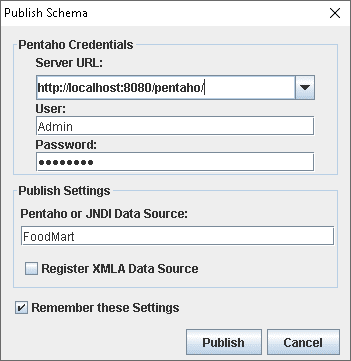 Publish Schema
Pentaho Credentials
Server URL:
http://localhost:8080/pentaho/
User:
Admin
Password:
●●●●●●●●
Publish Settings
Pentaho or JNDI Data Source:
FoodMart
Register XMLA Data Source
Remember these Settings
Publish
Cancel